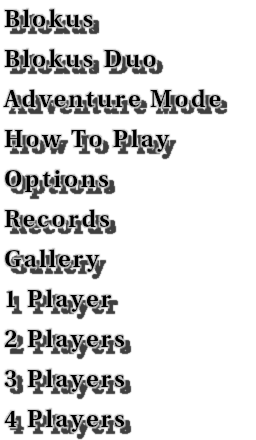 Blokus
Blokus Duo
Adventure Mode
How To Play
Options
Records
Gallery
1 Player
2 Players
3 Players
4 Players